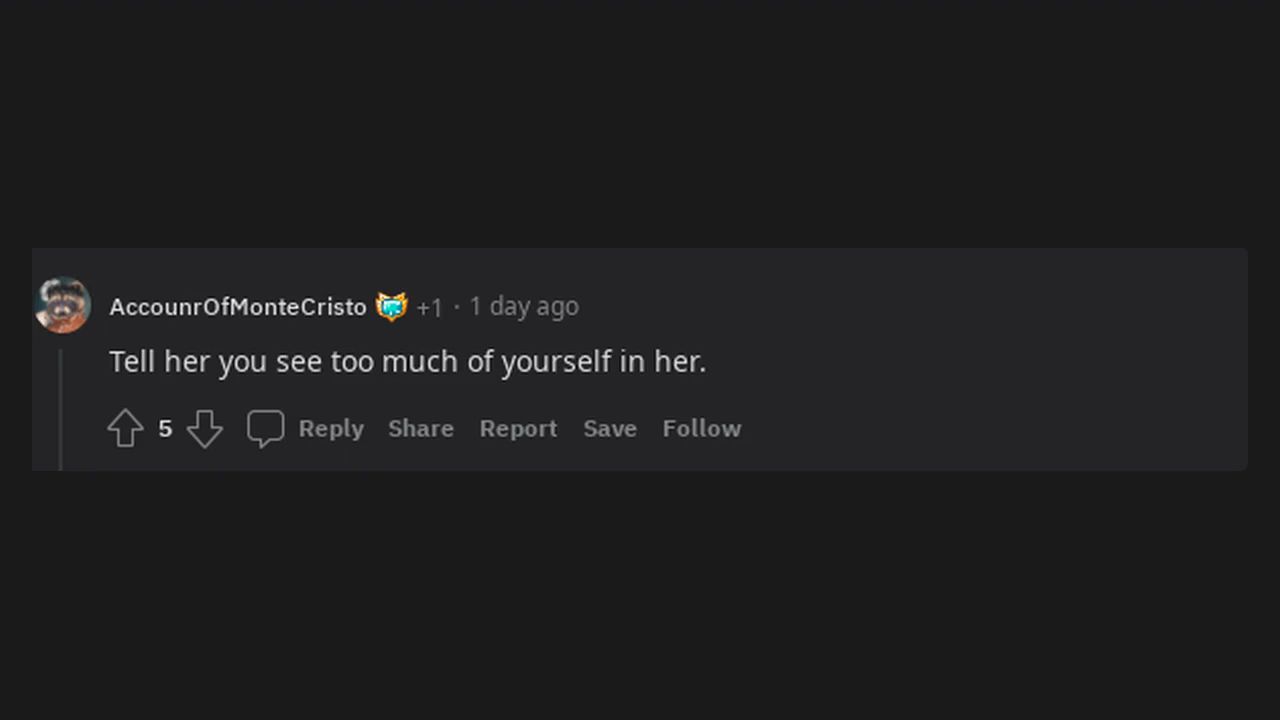 AccounrOfMonteCristo +1 · 1 day ago
Tell her you see too much of yourself in her.
5 Reply Share Report Save Follow